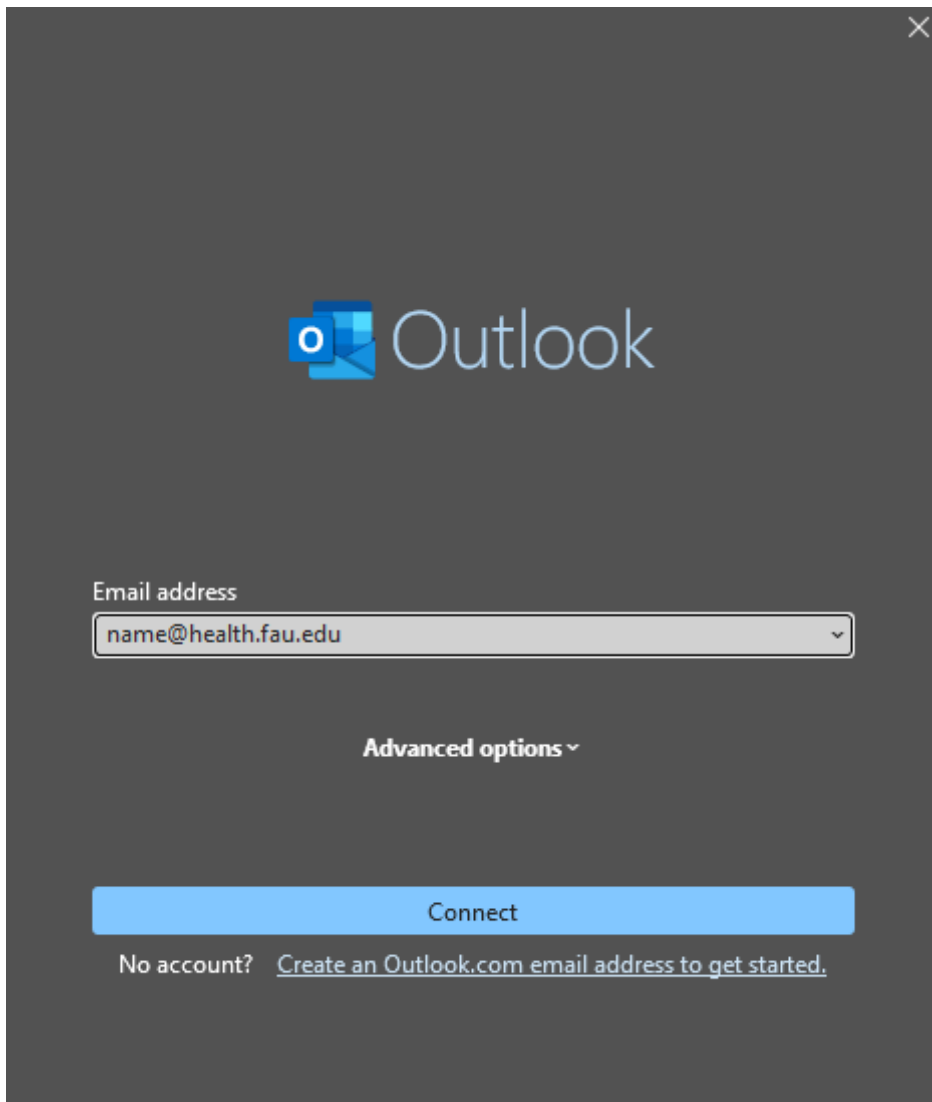 Outlook
Email address
name@health.fau.edu
Advanced options
Connect
No account? Create an Outlook.com email address to get started.